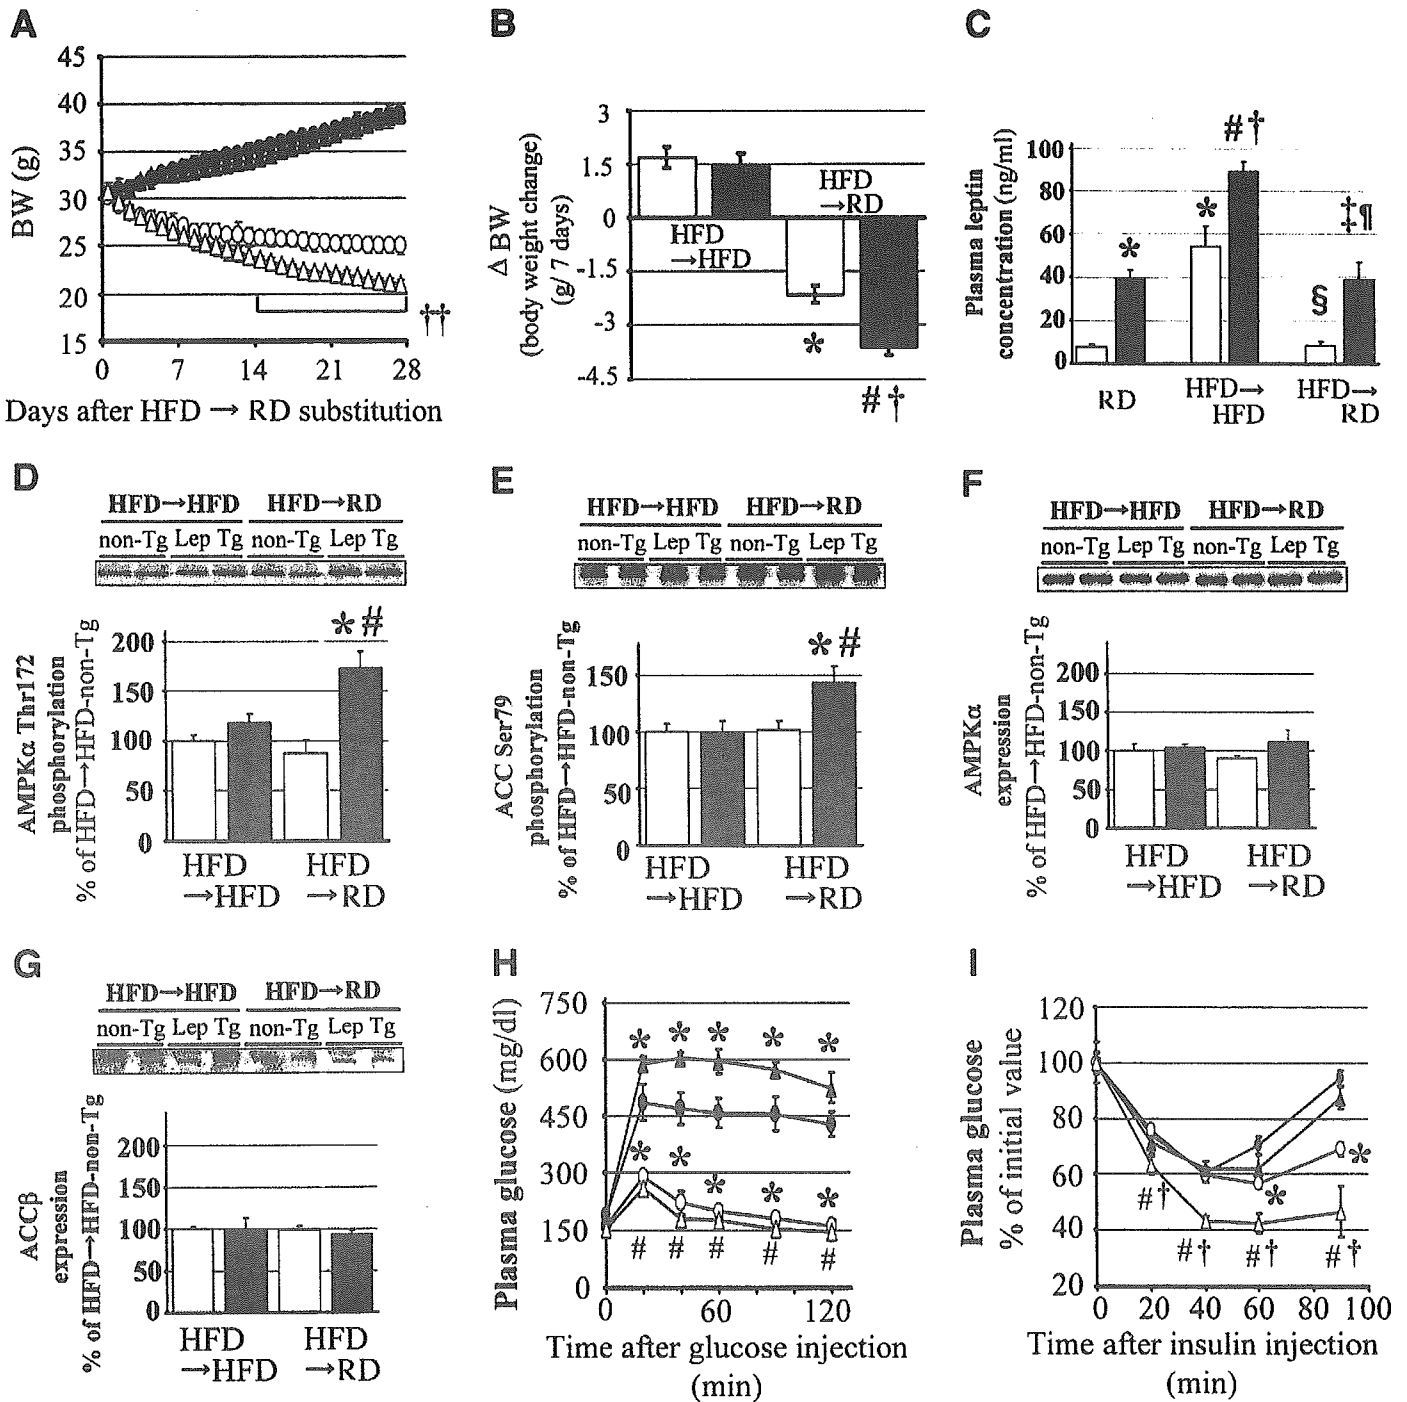 A
45
40
35
30
25
20
15
BW (g)
††
0 7 14 21 28
Days after HFD → RD substitution
B
3
1.5
0
-1.5
-3
-4.5
Δ BW
(body weight change)
(g/ 7 days)
HFD
→RD
HFD
→HFD
*
#†
C
100
80
60
40
20
0
Plasma leptin
concentration (ng/ml)
*
*
#†
§
‡¶
RD
HFD→
HFD
HFD→
RD
D
HFD→HFD HFD→RD
non-Tg Lep Tg non-Tg Lep Tg
*#
200
150
100
50
0
AMPKα Thr172
phosphorylation
% of HFD→HFD-non-Tg
HFD
→HFD
HFD
→RD
E
HFD→HFD HFD→RD
non-Tg Lep Tg non-Tg Lep Tg
*#
150
100
50
0
ACC Ser79
phosphorylation
% of HFD→HFD-non-Tg
HFD
→HFD
HFD
→RD
F
HFD→HFD HFD→RD
non-Tg Lep Tg non-Tg Lep Tg
200
150
100
50
0
AMPKα
expression
% of HFD→HFD-non-Tg
HFD
→HFD
HFD
→RD
G
HFD→HFD HFD→RD
non-Tg Lep Tg non-Tg Lep Tg
200
150
100
50
0
ACCβ
expression
% of HFD→HFD-non-Tg
HFD
→HFD
HFD
→RD
H
750
600
450
300
150
0
Plasma glucose (mg/dl)
* * * * *
* * * * *
# # # # #
0 60 120
Time after glucose injection
(min)
I
120
100
80
60
40
20
Plasma glucose
% of initial value
*
#† *
#† #† #†
0 20 40 60 80 100
Time after insulin injection
(min)